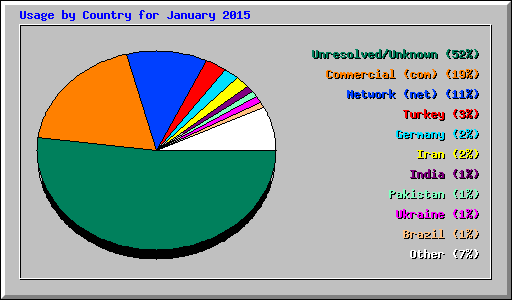 Usage by Country for January 2015
Unresolved/Unknown (52%)
Commercial (com) (19%)
Network (net) (11%)
Turkey (3%)
Germany (2%)
Iran (2%)
India (1%)
Pakistan (1%)
Ukraine (1%)
Brazil (1%)
Other (7%)